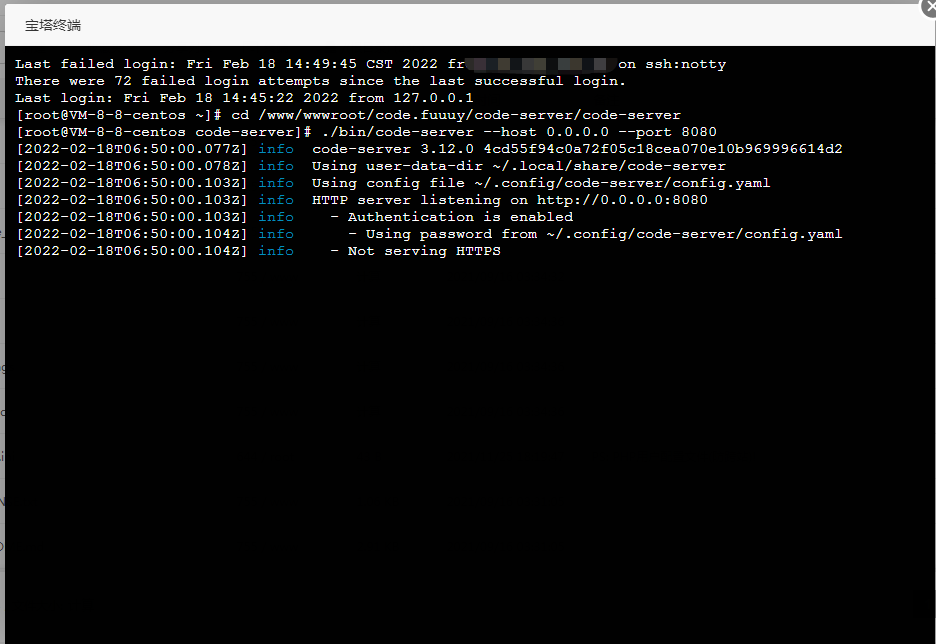 宝塔终端
Last failed login: Fri Feb 18 14:49:45 CST 2022 fr on ssh:notty
There were 72 failed login attempts since the last successful login.
Last login: Fri Feb 18 14:45:22 2022 from 127.0.0.1
[root@VM-8-8-centos ~]# cd /www/wwwroot/code.fuuuy/code-server/code-server
[root@VM-8-8-centos code-server]# ./bin/code-server --host 0.0.0.0 --port 8080
[2022-02-18T06:50:00.077Z] info  code-server 3.12.0 4cd55f94c0a72f05c18cea070e10b969996614d2
[2022-02-18T06:50:00.078Z] info  Using user-data-dir ~/.local/share/code-server
[2022-02-18T06:50:00.103Z] info  Using config file ~/.config/code-server/config.yaml
[2022-02-18T06:50:00.103Z] info  HTTP server listening on http://0.0.0.0:8080
[2022-02-18T06:50:00.103Z] info    - Authentication is enabled
[2022-02-18T06:50:00.104Z] info      - Using password from ~/.config/code-server/config.yaml
[2022-02-18T06:50:00.104Z] info    - Not serving HTTPS